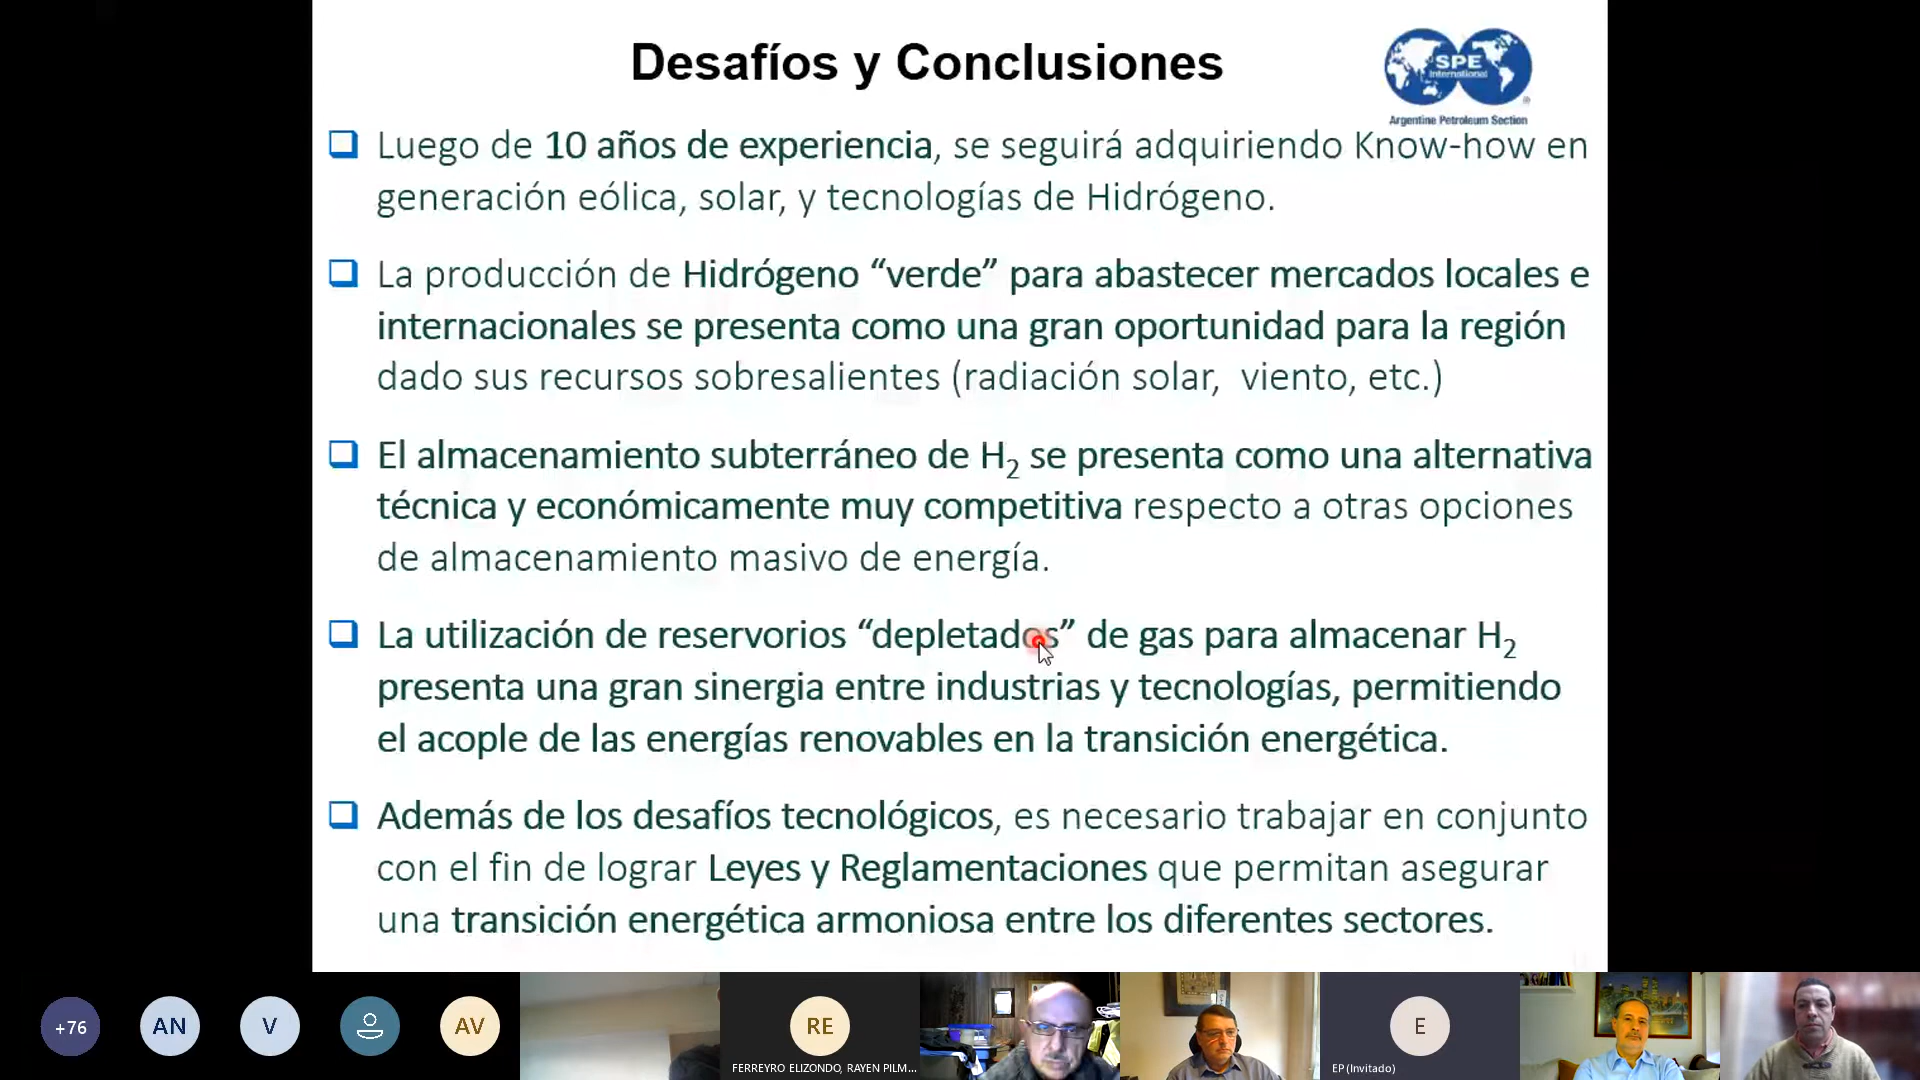 Desafíos y Conclusiones
SPE
International
®
Argentine Petroleum Section
Luego de 10 años de experiencia, se seguirá adquiriendo Know-how en
generación eólica, solar, y tecnologías de Hidrógeno.
La producción de Hidrógeno “verde” para abastecer mercados locales e
internacionales se presenta como una gran oportunidad para la región
dado sus recursos sobresalientes (radiación solar, viento, etc.)
El almacenamiento subterráneo de H₂ se presenta como una alternativa
técnica y económicamente muy competitiva respecto a otras opciones
de almacenamiento masivo de energía.
La utilización de reservorios “depletados” de gas para almacenar H₂
presenta una gran sinergia entre industrias y tecnologías, permitiendo
el acople de las energías renovables en la transición energética.
Además de los desafíos tecnológicos, es necesario trabajar en conjunto
con el fin de lograr Leyes y Reglamentaciones que permitan asegurar
una transición energética armoniosa entre los diferentes sectores.
+76
AN
V
AV
RE
FERREYRO ELIZONDO, RAYEN PILM...
E
EP (Invitado)